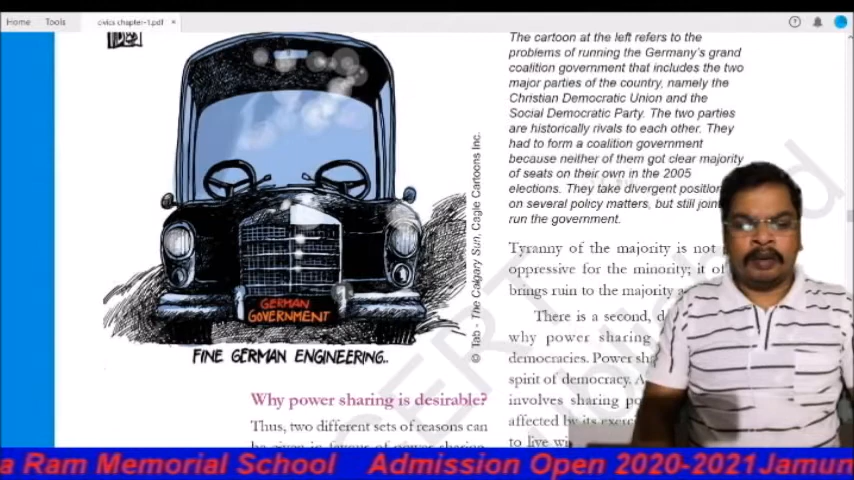 Home Tools civics chapter-1.pdf ×
The cartoon at the left refers to the
problems of running the Germany's grand
coalition government that includes the two
major parties of the country, namely the
Christian Democratic Union and the
Social Democratic Party. The two parties
are historically rivals to each other. They
had to form a coalition government
because neither of them got clear majority
of seats on their own in the 2005
elections. They take divergent position
on several policy matters, but still joint
run the government.
© Tab - The Calgary Sun, Cagle Cartoons Inc.
GERMAN
GOVERNMENT
FINE GERMAN ENGINEERING..
Tyranny of the majority is not
oppressive for the minority; it of
brings ruin to the majority a
There is a second, d
why power sharing
democracies. Power sh
spirit of democracy. A
involves sharing po
affected by its exerci
to live wi
Why power sharing is desirable?
Thus, two different sets of reasons can
be given in favour of power sharing.
a Ram Memorial School Admission Open 2020-2021 Jamun